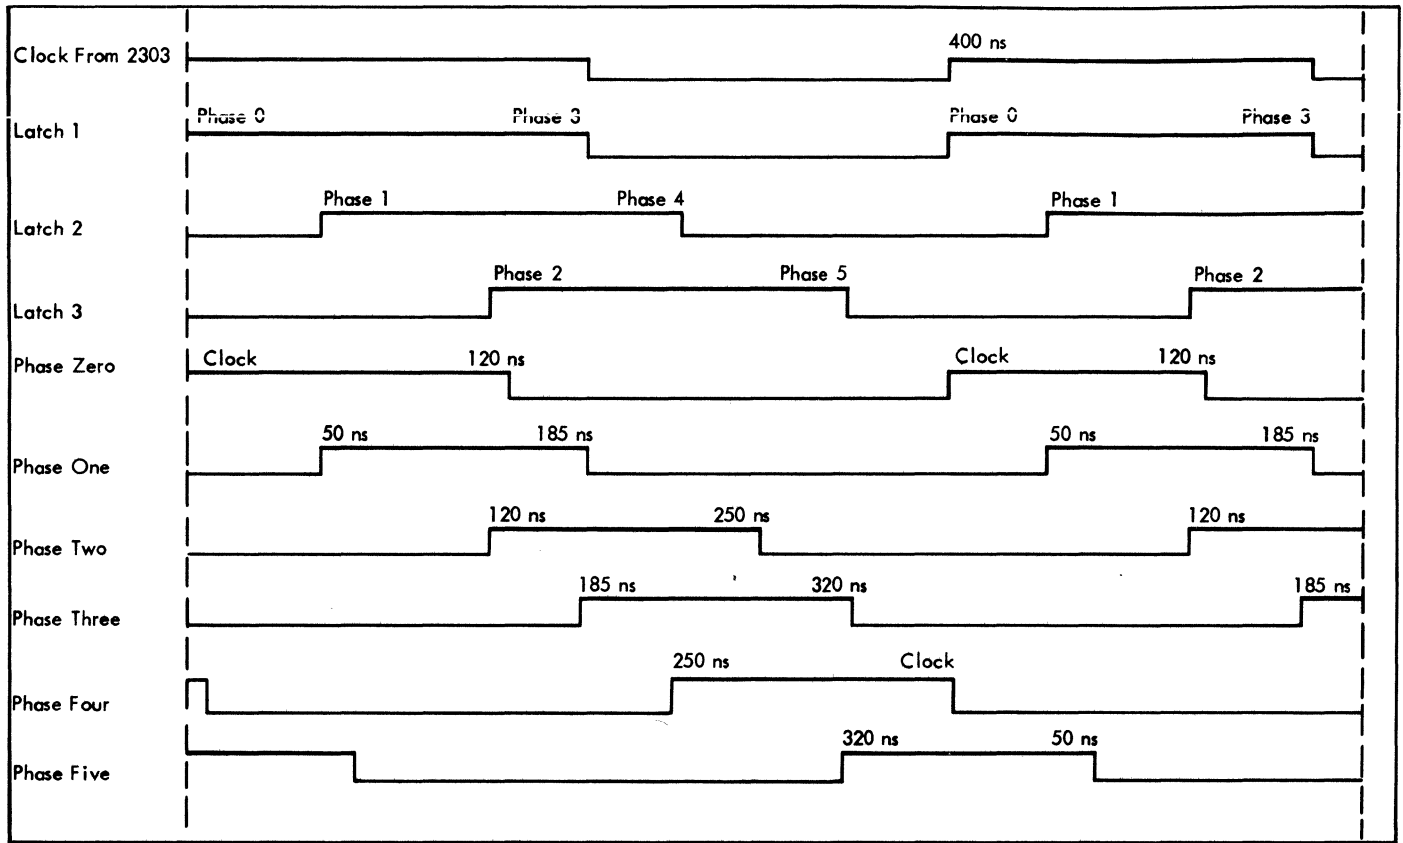 400 ns
Clock From 2303
Phase 0 Phase 3 Phase 0 Phase 3
Latch 1
Phase 1 Phase 4 Phase 1
Latch 2
Phase 2 Phase 5 Phase 2
Latch 3
Clock 120 ns Clock 120 ns
Phase Zero
50 ns 185 ns 50 ns 185 ns
Phase One
120 ns 250 ns 120 ns
Phase Two
185 ns 320 ns 185 ns
Phase Three
250 ns Clock
Phase Four
320 ns 50 ns
Phase Five